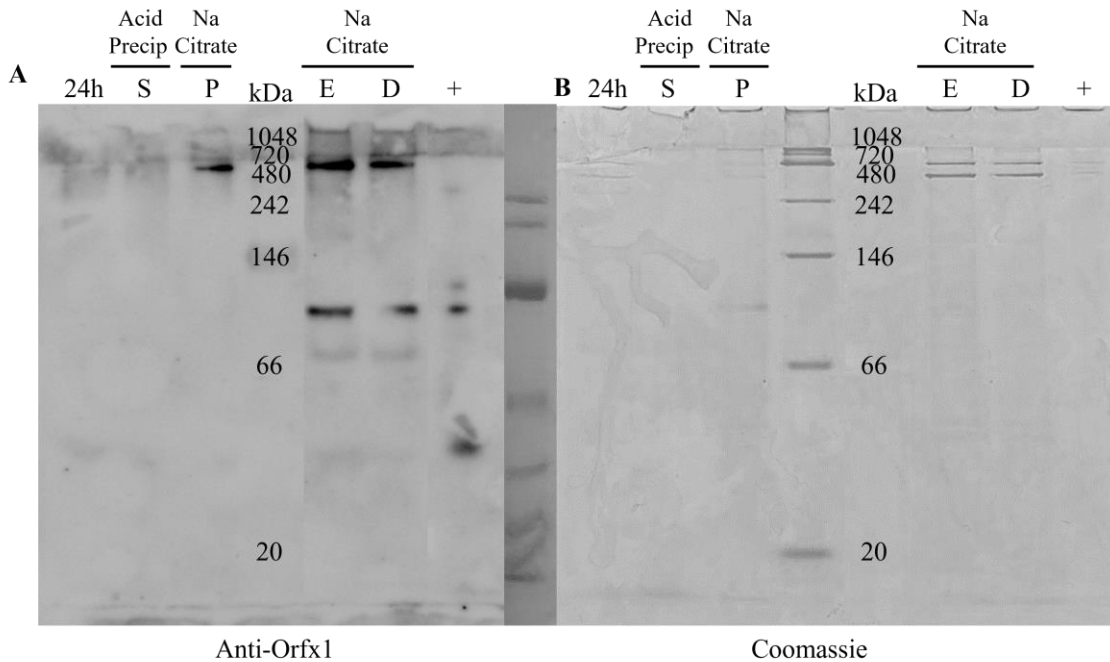 Acid Na Na
Precip Citrate Citrate
A 24h S P kDa E D +
1048
720
480
242
146
66
20
Anti-Orfx1
Acid Na Na
Precip Citrate Citrate
B 24h S P kDa E D +
1048
720
480
242
146
66
20
Coomassie